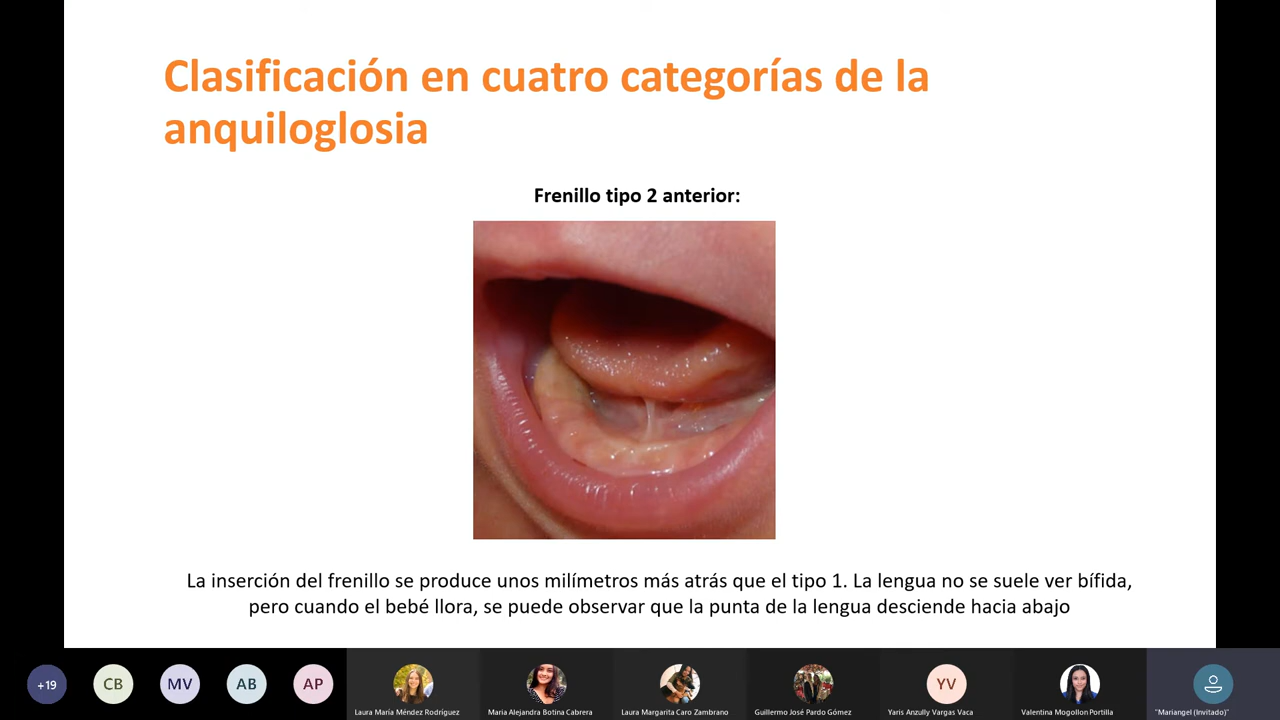 Clasificación en cuatro categorías de la
anquiloglosia
Frenillo tipo 2 anterior:
La inserción del frenillo se produce unos milímetros más atrás que el tipo 1. La lengua no se suele ver bífida,
pero cuando el bebé llora, se puede observar que la punta de la lengua desciende hacia abajo
+19
CB
MV
AB
AP
YV
Laura María Méndez Rodríguez
Maria Alejandra Botina Cabrera
Laura Margarita Caro Zambrano
Guillermo José Pardo Gómez
Yaris Anzully Vargas Vaca
Valentina Mogollon Portilla
"Mariangel (Invitado)"